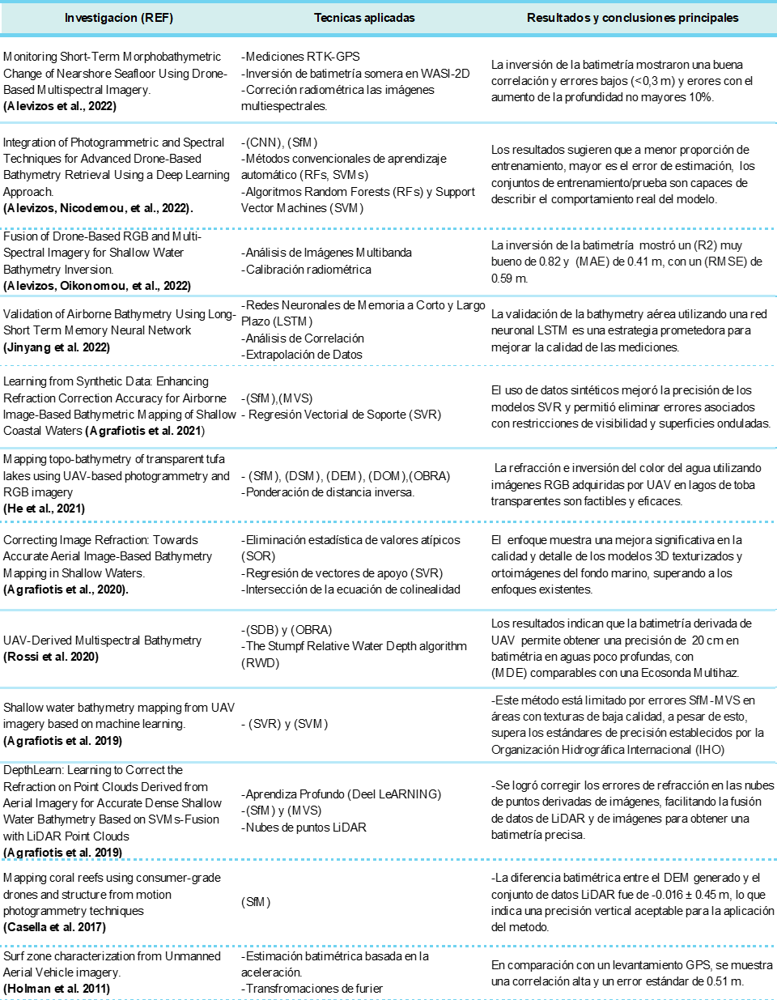 Investigacíon (REF)
Tecnicas aplicadas
Resultados y conclusiones principales
Monitoring Short-Term Morphobathymetric
Change of Nearshore Seafloor Using Drone-
Based Multispectral Imagery.
(Alevizos et al., 2022)
-Mediciones RTK-GPS
-Inversión de batimetría somera en WASI-2D
-Correción radiométrica las imágenes
multiespectrales.
La inversión de la batimetría mostraron una buena
correlación y errores bajos (<0,3 m) y erores con el
aumento de la profundidad no mayores 10%.
Integration of Photogrammetric and Spectral
Techniques for Advanced Drone-Based
Bathymetry Retrieval Using a Deep Learning
Approach.
(Alevizos, Nicodemou, et al., 2022).
-(CNN), (SfM)
-Métodos convencionales de aprendizaje
automático (RFs, SVMs)
-Algoritmos Random Forests (RFs) y Support
Vector Machines (SVM)
Los resultados sugieren que a menor proporción de
entrenamiento, mayor es el error de estimación, los
conjuntos de entrenamiento/prueba son capaces de
describir el comportamiento real del modelo.
Fusion of Drone-Based RGB and Multi-
Spectral Imagery for Shallow Water
Bathymetry Inversion.
(Alevizos, Oikonomou, et al., 2022)
-Análisis de Imágenes Multibanda
-Calibración radiométrica
La inversión de la batimetría mostró un (R2) muy
bueno de 0.82 y (MAE) de 0.41 m, con un (RMSE) de
0.59 m.
Validation of Airborne Bathymetry Using Long-
Short Term Memory Neural Network
(Jinyang et al. 2022)
-Redes Neuronales de Memoria a Corto y Largo
Plazo (LSTM)
-Análisis de Correlación
-Extrapolación de Datos
La validación de la bathymetry aérea utilizando una red
neuronal LSTM es una estrategia prometedora para
mejorar la calidad de las mediciones.
Learning from Synthetic Data: Enhancing
Refraction Correction Accuracy for Airborne
Image-Based Bathymetric Mapping of Shallow
Coastal Waters (Agrafiotis et al. 2021)
-(SfM),(MVS)
- Regresión Vectorial de Soporte (SVR)
El uso de datos sintéticos mejoró la precisión de los
modelos SVR y permitió eliminar errores asociados
con restricciones de visibilidad y superficies onduladas.
Mapping topo-bathymetry of transparent tufa
lakes using UAV-based photogrammetry and
RGB imagery
(He et al., 2021)
- (SfM), (DSM), (DEM), (DOM),(OBRA)
-Ponderación de distancia inversa.
La refracción e inversión del color del agua utilizando
imágenes RGB adquiridas por UAV en lagos de toba
transparentes son factibles y eficaces.
Correcting Image Refraction: Towards
Accurate Aerial Image-Based Bathymetry
Mapping in Shallow Waters.
(Agrafiotis et al., 2020).
-Eliminación estadística de valores atípicos
(SOR)
-Regresión de vectores de apoyo (SVR)
-Intersección de la ecuación de colinealidad
El enfoque muestra una mejora significativa en la
calidad y detalle de los modelos 3D texturizados y
ortoimágenes del fondo marino, superando a los
enfoques existentes.
UAV-Derived Multispectral Bathymetry
(Rossi et al. 2020)
-(SDB) y (OBRA)
-The Stumpf Relative Water Depth algorithm
(RWD)
Los resultados indican que la batimetría derivada de
UAV permite obtener una precisión de 20 cm en
batimétria en aguas poco profundas, con
(MDE) comparables con una Ecosonda Multihaz.
Shallow water bathymetry mapping from UAV
imagery based on machine learning.
(Agrafiotis et al. 2019)
- (SVR) y (SVM)
-Este método está limitado por errores SfM-MVS en
áreas con texturas de baja calidad, a pesar de esto,
supera los estándares de precisión establecidos por la
Organización Hidrográfica Internacional (IHO)
DepthLearn: Learning to Correct the
Refraction on Point Clouds Derived from
Aerial Imagery for Accurate Dense Shallow
Water Bathymetry Based on SVMs-Fusion
with LiDAR Point Clouds
(Agrafiotis et al. 2019)
-Aprendiza Profundo (Deel LeARNING)
-(SfM) y (MVS)
-Nubes de puntos LiDAR
-Se logró corregir los errores de refracción en las nubes
de puntos derivadas de imágenes, facilitando la fusión
de datos de LiDAR y de imágenes para obtener una
batimetría precisa.
Mapping coral reefs using consumer-grade
drones and structure from motion
photogrammetry techniques
(Casella et al. 2017)
(SfM)
-La diferencia batimétrica entre el DEM generado y el
conjunto de datos LiDAR fue de -0.016 ± 0.45 m, lo que
indica una precisión vertical aceptable para la aplicación
del metodo.
Surf zone characterization from Unmanned
Aerial Vehicle imagery.
(Holman et al. 2011)
-Estimación batimétrica basada en la
aceleración.
-Transfromaciones de furier
En comparación con un levantamiento GPS, se muestra
una correlación alta y un error estándar de 0.51 m.